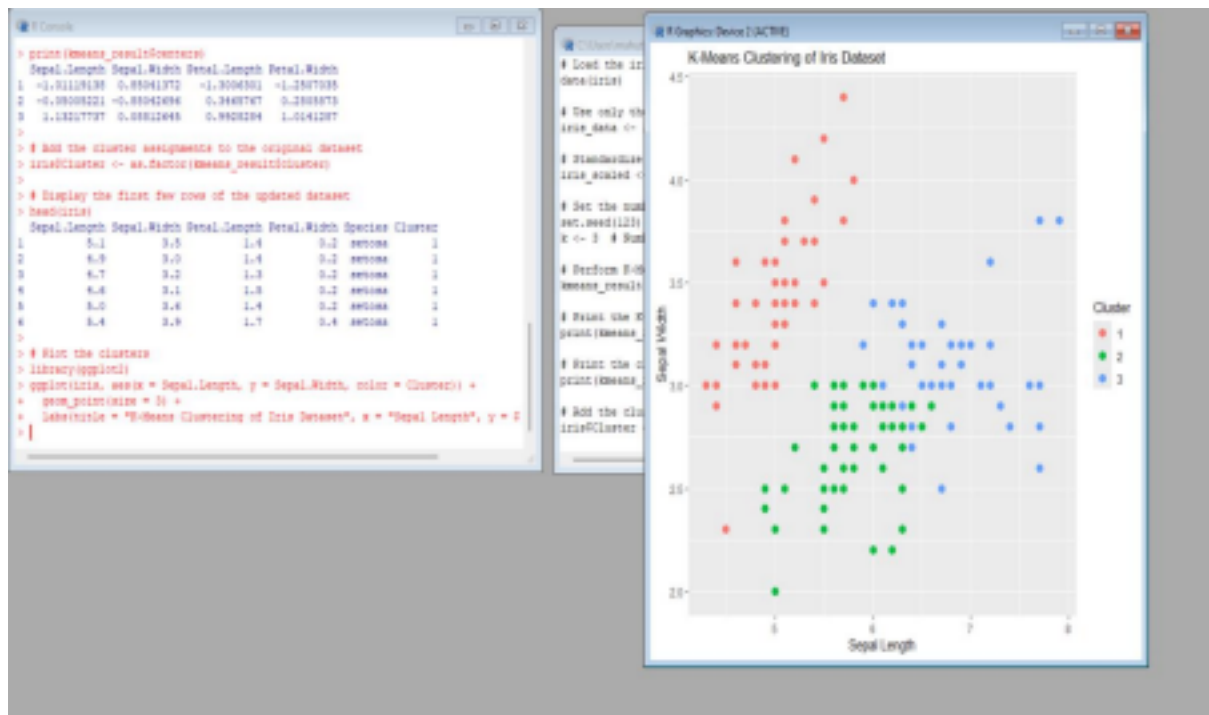 R Console
> print(kmeans_result$centers)
Sepal.Length Sepal.Width Petal.Length Petal.Width
1 -1.01119138 0.85041372 -1.3006301 -1.2507035
2 -0.05005221 -0.88042696 0.3465767 0.2805873
3 1.13217737 0.08812645 0.9928284 1.0141287
>
> # Add the cluster assignments to the original dataset
> iris$Cluster <- as.factor(kmeans_result$cluster)
>
> # Display the first few rows of the updated dataset
> head(iris)
Sepal.Length Sepal.Width Petal.Length Petal.Width Species Cluster
1 5.1 3.5 1.4 0.2 setosa 1
2 4.9 3.0 1.4 0.2 setosa 1
3 4.7 3.2 1.3 0.2 setosa 1
4 4.6 3.1 1.5 0.2 setosa 1
5 5.0 3.6 1.4 0.2 setosa 1
6 5.4 3.9 1.7 0.4 setosa 1
>
> # Plot the clusters
> library(ggplot2)
> ggplot(iris, aes(x = Sepal.Length, y = Sepal.Width, color = Cluster)) +
+ geom_point(size = 3) +
+ labs(title = "K-Means Clustering of Iris Dataset", x = "Sepal Length", y = 
>
# Load the
data(iris)
# Use only
iris_data <-
# Standardize
iris_scaled <
# Set the
set.seed(123)
k <- 3 #
# Perform
kmeans_result
# Print the
print(kmeans_
# Print the
print(kmeans_
# Add the
iris$Cluster
R Graphics: Device 2 (ACTIVE)
K-Means Clustering of Iris Dataset
4.5
4.0
3.5
3.0
2.5
2.0
Sepal Width
5 6 7 8
Sepal Length
Cluster
1
2
3